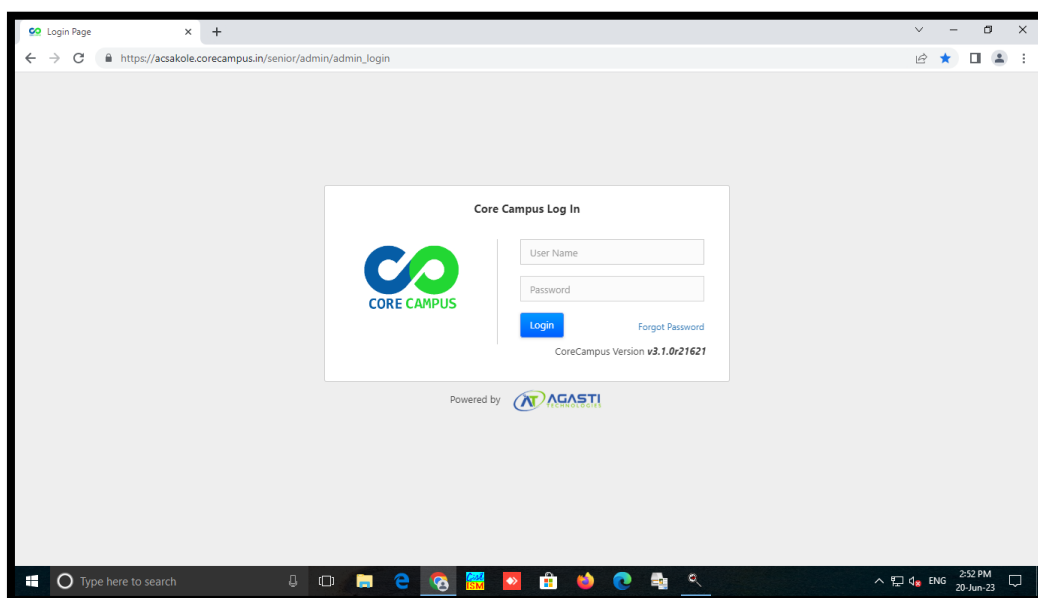 Login Page
https://acsakole.corecampus.in/senior/admin/admin_login
Core Campus Log In
User Name
CORE CAMPUS
Password
Login
Forgot Password
CoreCampus Version v3.1.0r21621
Powered by
AT AGASTI
TECHNOLOGIES
Type here to search
ISM
ENG
2:52 PM
20-Jun-23